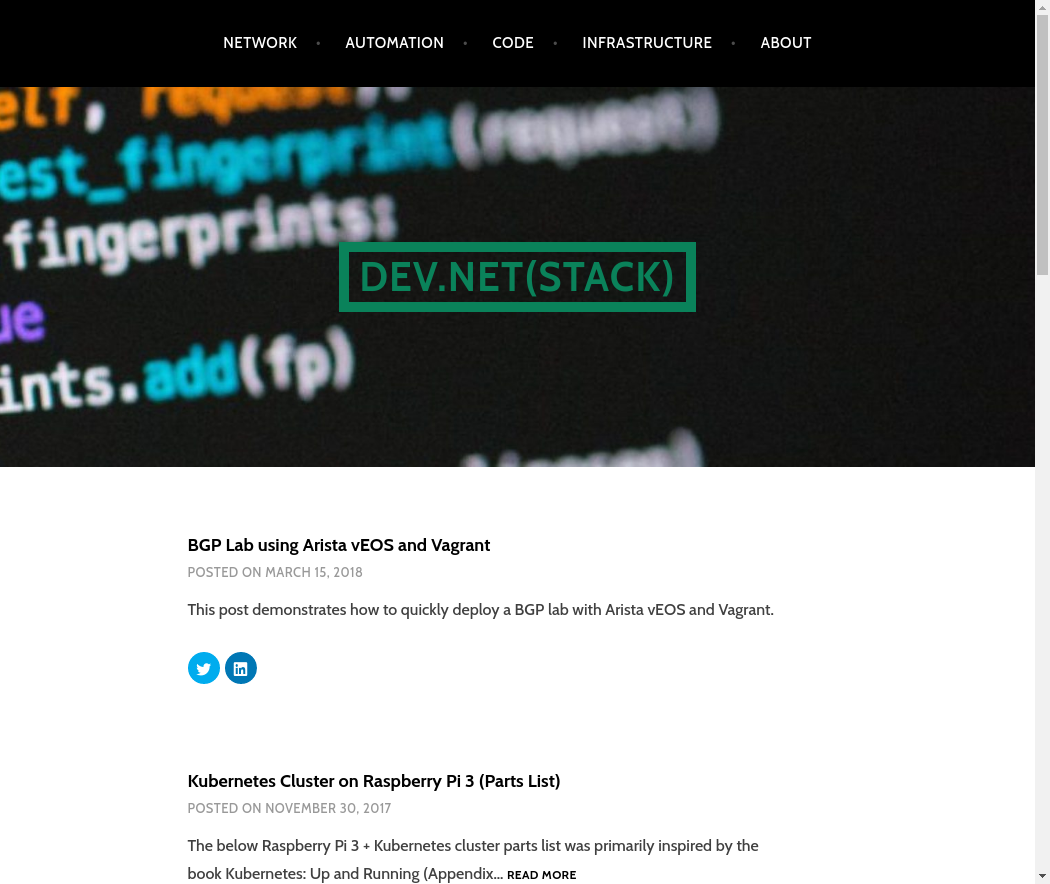 NETWORK • AUTOMATION • CODE • INFRASTRUCTURE • ABOUT
elf, request):
est_fingerprint(request)
fingerprints:
ue
ints.add(fp)
DEV.NET(STACK)
BGP Lab using Arista vEOS and Vagrant
POSTED ON MARCH 15, 2018
This post demonstrates how to quickly deploy a BGP lab with Arista vEOS and Vagrant.
Kubernetes Cluster on Raspberry Pi 3 (Parts List)
POSTED ON NOVEMBER 30, 2017
The below Raspberry Pi 3 + Kubernetes cluster parts list was primarily inspired by the
book Kubernetes: Up and Running (Appendix... READ MORE